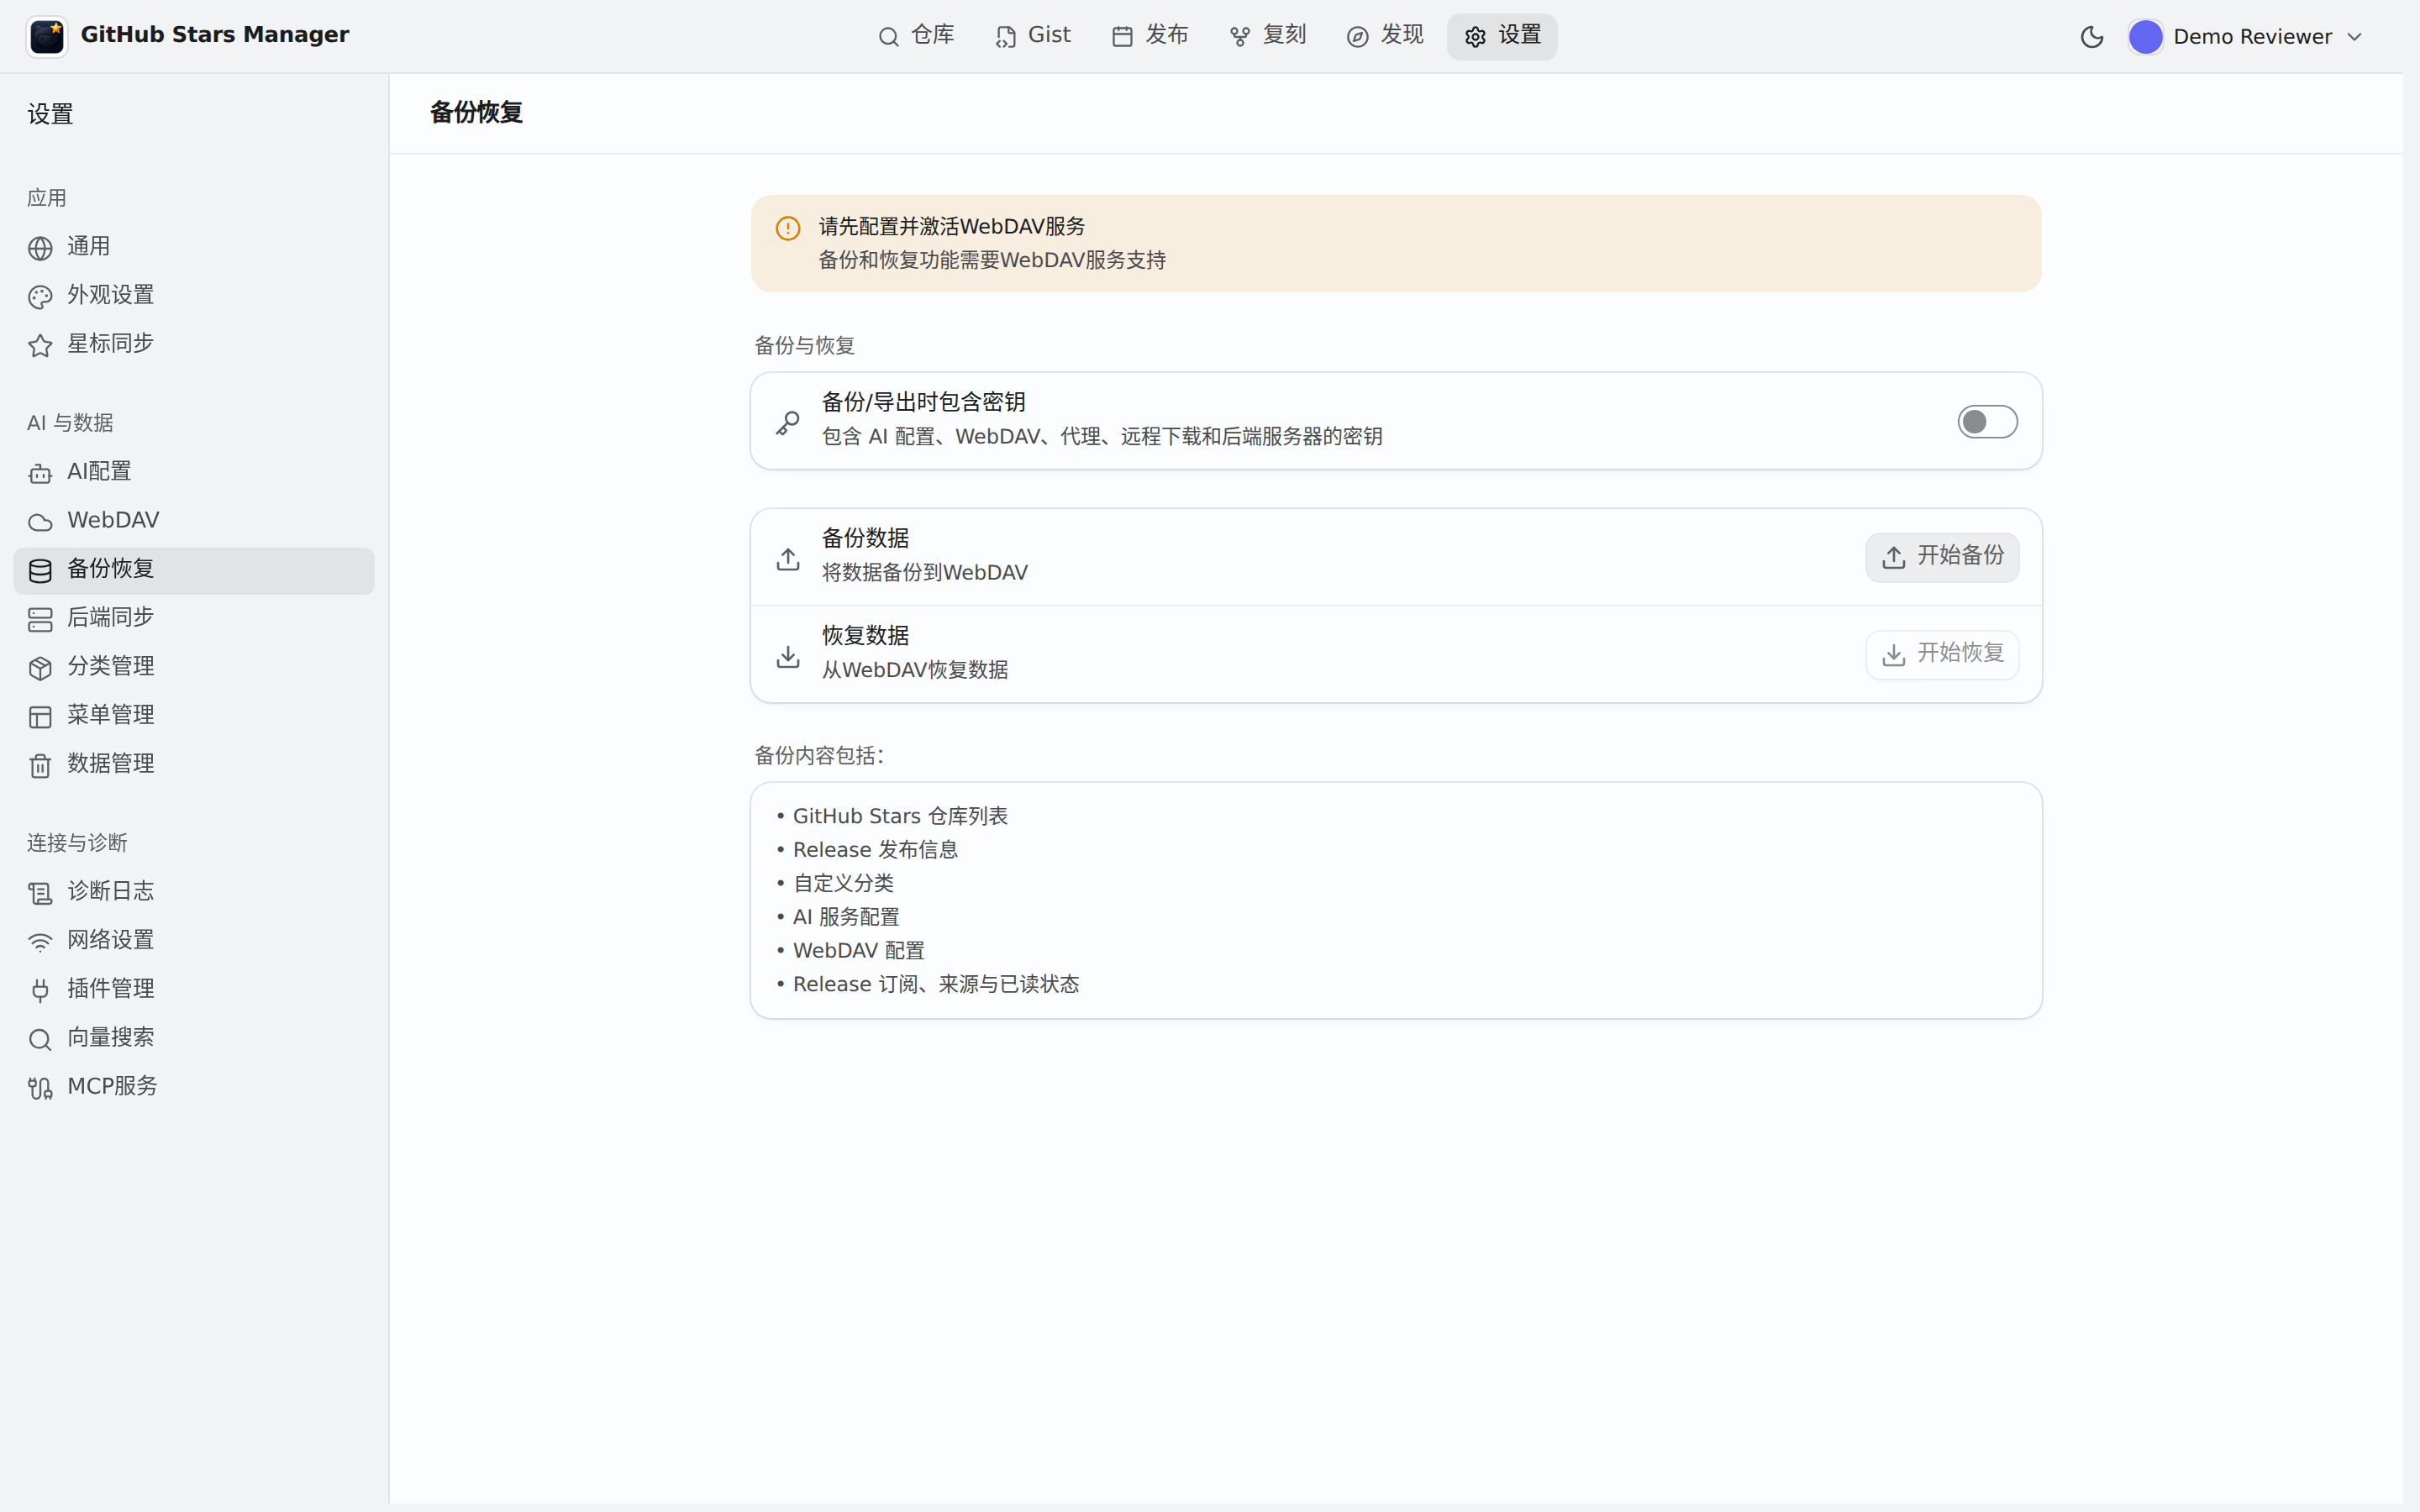 GitHub Stars Manager
仓库
Gist
发布
复刻
发现
设置
Demo Reviewer
设置
应用
通用
外观设置
星标同步
AI 与数据
AI配置
WebDAV
备份恢复
后端同步
分类管理
菜单管理
数据管理
连接与诊断
诊断日志
网络设置
插件管理
向量搜索
MCP服务
备份恢复
请先配置并激活WebDAV服务
备份和恢复功能需要WebDAV服务支持
备份与恢复
备份/导出时包含密钥
包含 AI 配置、WebDAV、代理、远程下载和后端服务器的密钥
备份数据
将数据备份到WebDAV
开始备份
恢复数据
从WebDAV恢复数据
开始恢复
备份内容包括：
• GitHub Stars 仓库列表
• Release 发布信息
• 自定义分类
• AI 服务配置
• WebDAV 配置
• Release 订阅、来源与已读状态